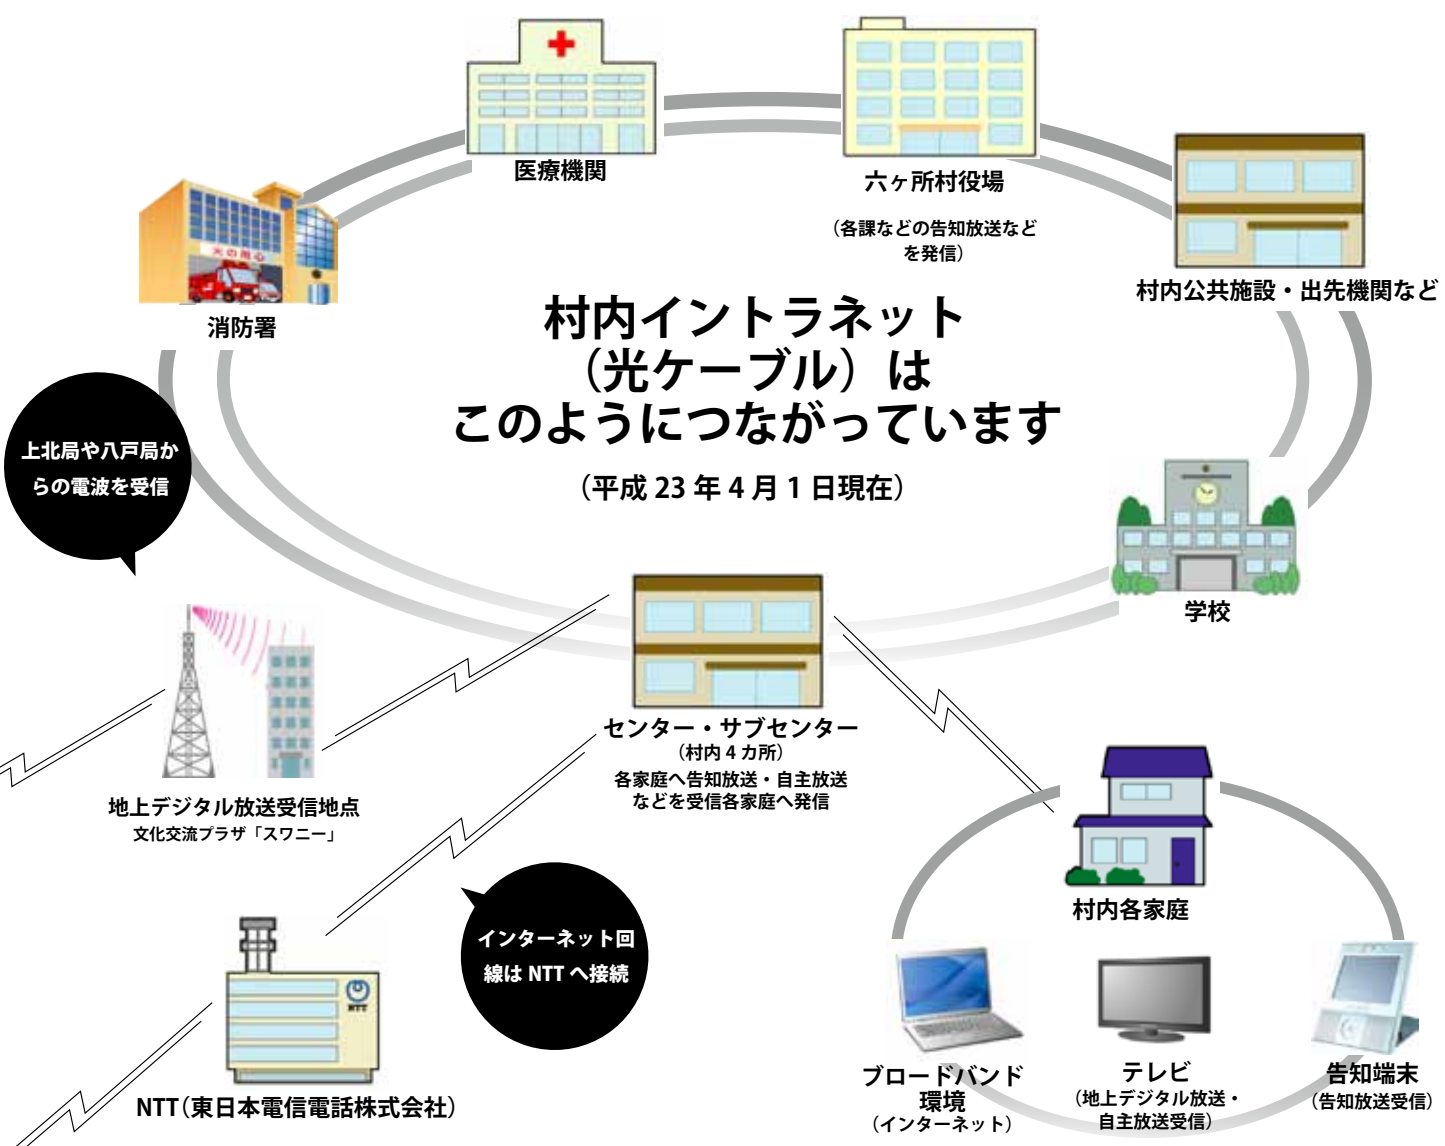 医療機関
六ヶ所村役場
（各課などの告知放送など
を発信）
村内公共施設・出先機関など
火の用心
消防署
村内イントラネット
（光ケーブル）は
このようにつながっています
（平成 23 年 4 月 1 日現在）
上北局や八戸局か
らの電波を受信
学校
センター・サブセンター
（村内 4 カ所）
各家庭へ告知放送・自主放送
などを受信各家庭へ発信
地上デジタル放送受信地点
文化交流プラザ「スワニー」
インターネット回
線は NTT へ接続
NTT
NTT（東日本電信電話株式会社）
村内各家庭
ブロードバンド
環境
（インターネット）
テレビ
（地上デジタル放送・
自主放送受信）
告知端末
（告知放送受信）